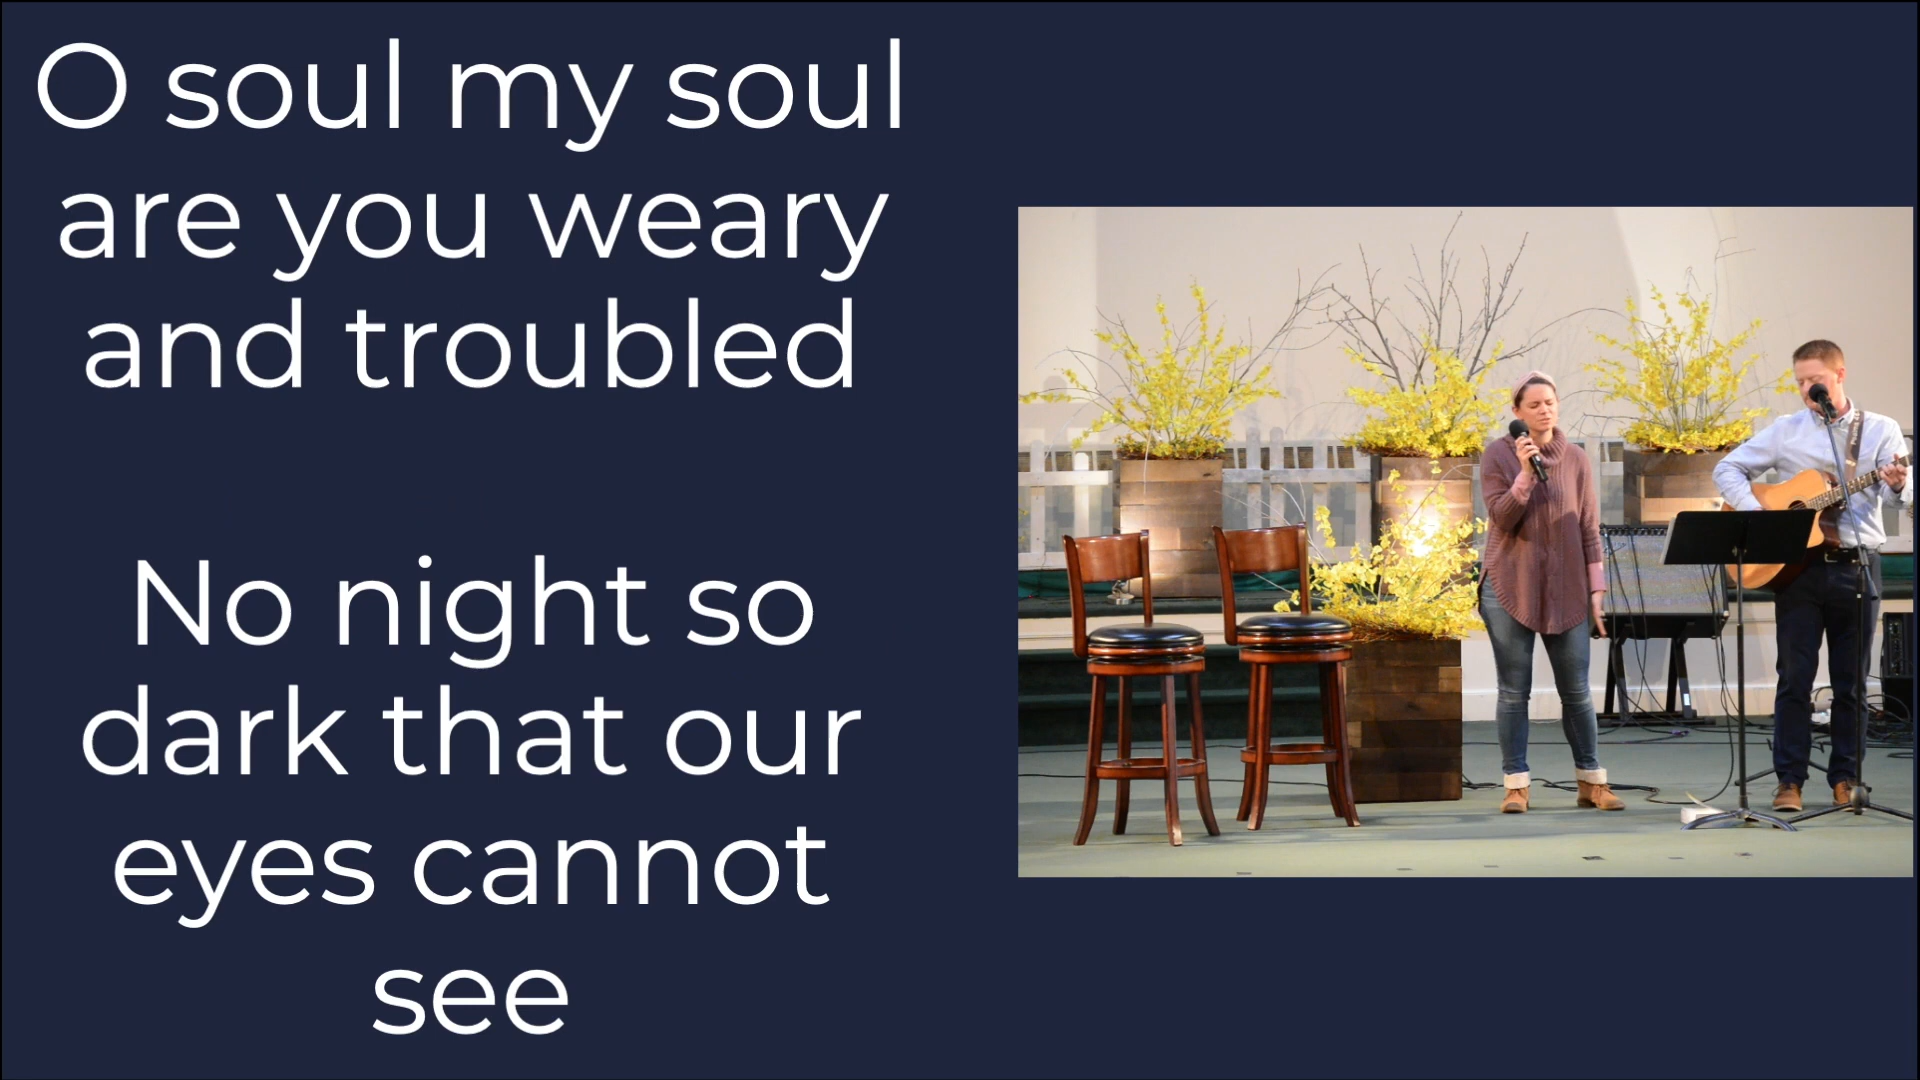 O soul my soul
are you weary
and troubled
No night so
dark that our
eyes cannot
see